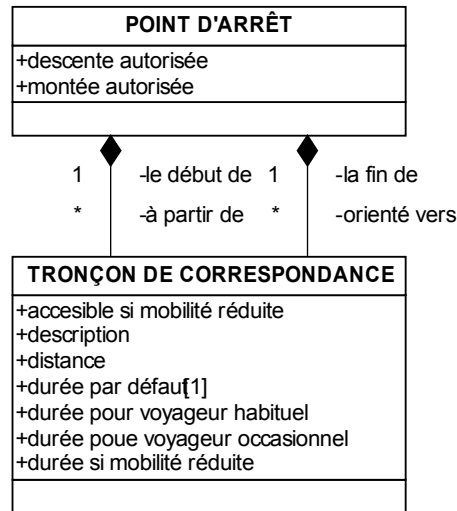 POINT D'ARRÊT
+descente autorisée
+montée autorisée
1 -le début de 1 -la fin de
* -à partir de * -orienté vers
TRONÇON DE CORRESPONDANCE
+accesible si mobilité réduite
+description
+distance
+durée par défaut[1]
+durée pour voyageur habituel
+durée poue voyageur occasionnel
+durée si mobilité réduite